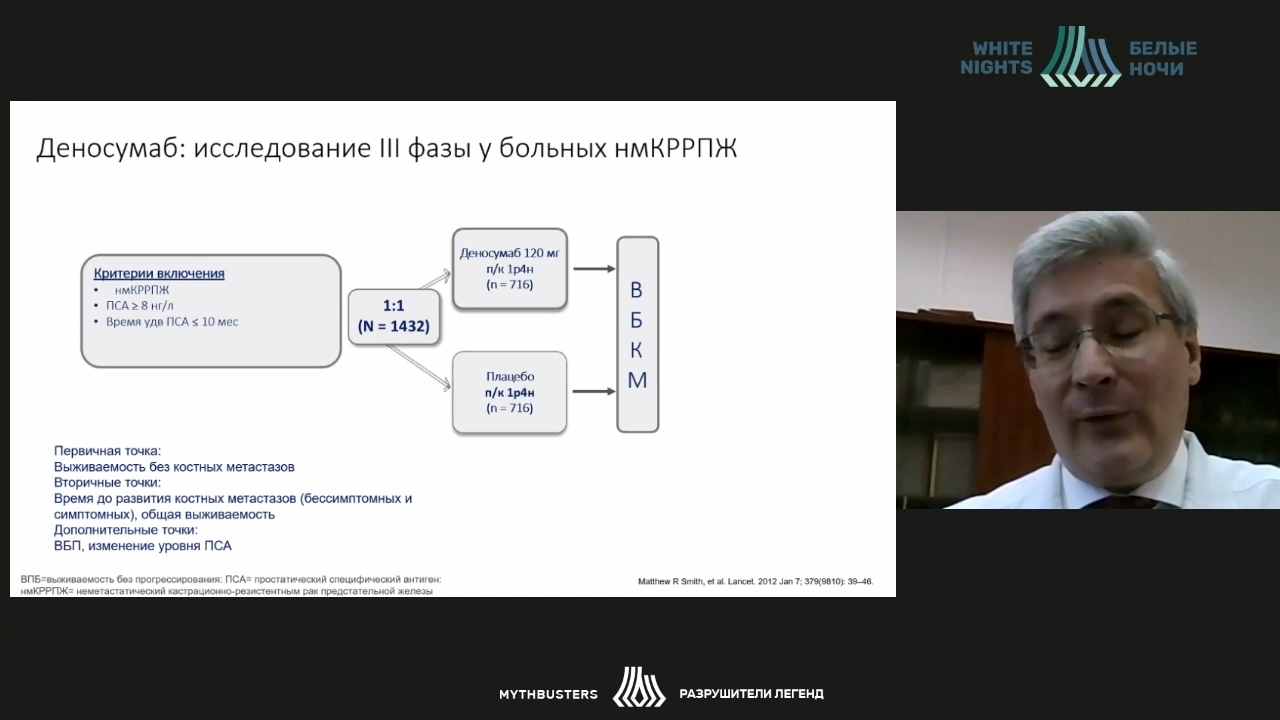 WHITE NIGHTS
БЕЛЫЕ НОЧИ
Деносумаб: исследование III фазы у больных нмКРРПЖ
Критерии включения
• нмКРРПЖ
• ПСА ≥ 8 нг/л
• Время удв ПСА ≤ 10 мес
1:1
(N = 1432)
Деносумаб 120 мг
п/к 1р4н
(n = 716)
Плацебо
п/к 1р4н
(n = 716)
В
Б
К
М
Первичная точка:
Выживаемость без костных метастазов
Вторичные точки:
Время до развития костных метастазов (бессимптомных и
симптомных), общая выживаемость
Дополнительные точки:
ВБП, изменение уровня ПСА
ВПБ=выживаемость без прогрессирования: ПСА= простатический специфический антиген:
нмКРРПЖ= неметастатический кастрационно-резистентным рак предстательной железы
Matthew R Smith, et al. Lancet. 2012 Jan 7; 379(9810): 39–46.
MYTHBUSTERS
РАЗРУШИТЕЛИ ЛЕГЕНД